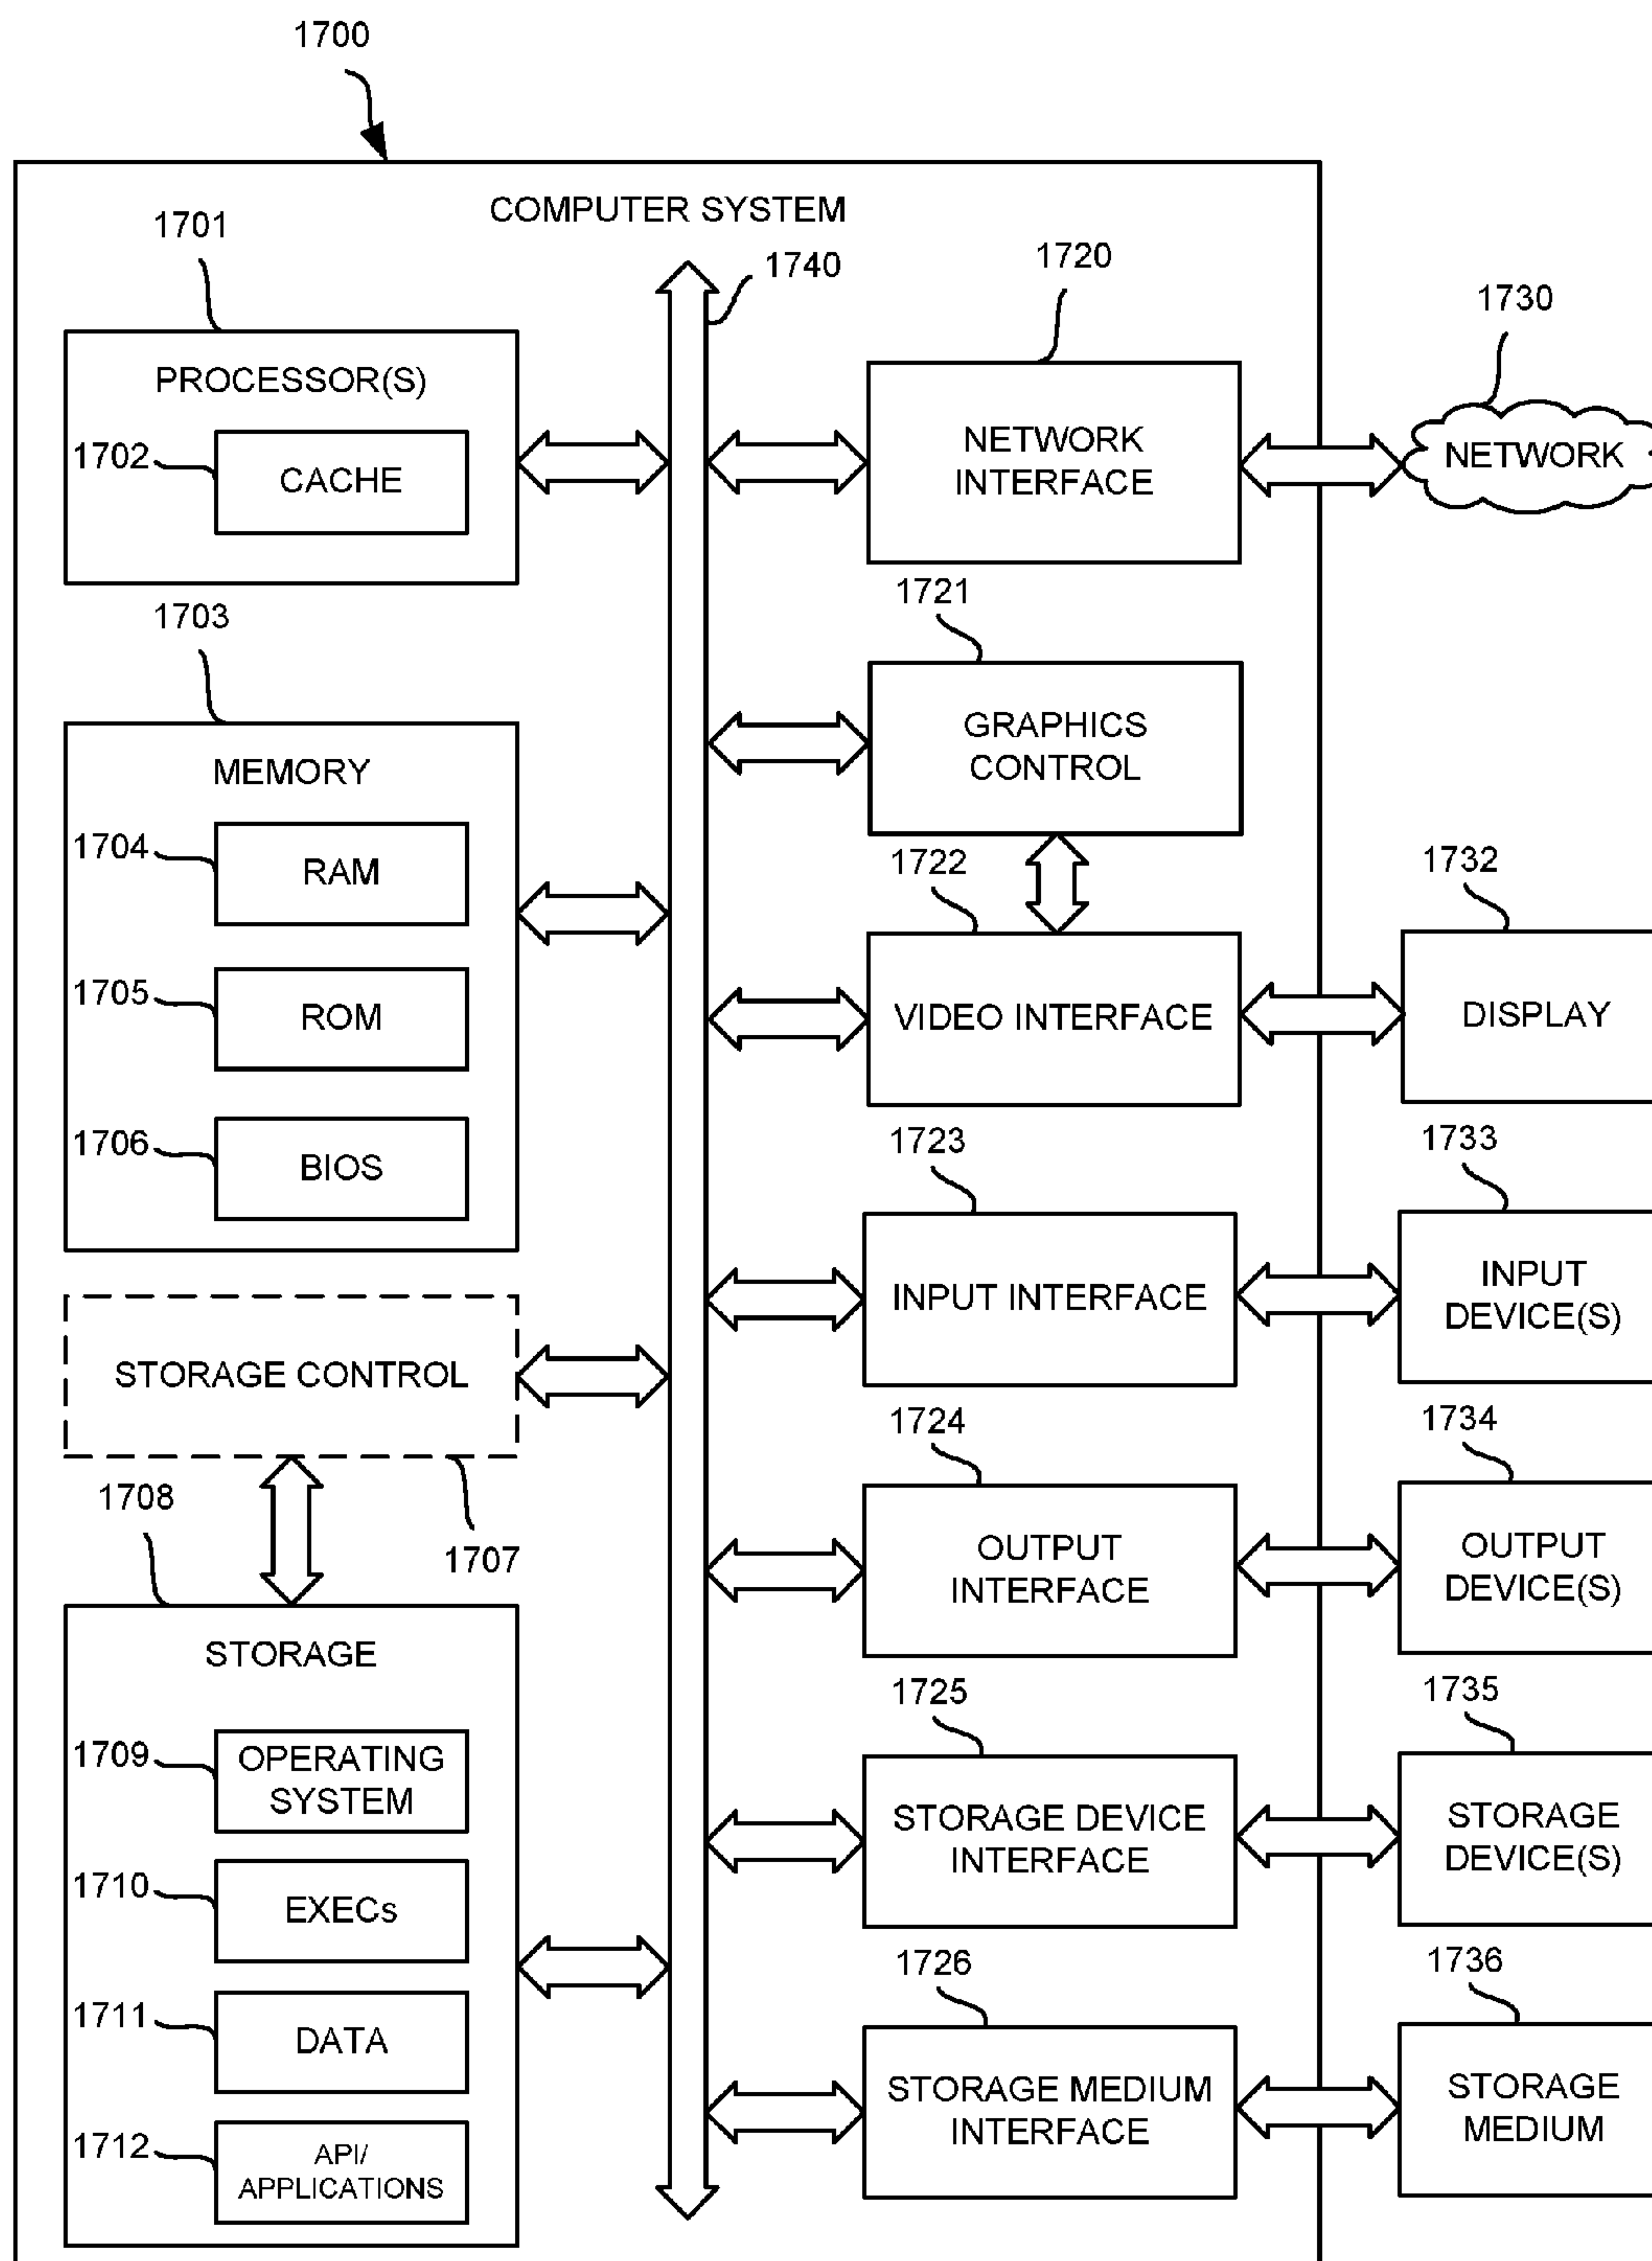 1700
COMPUTER SYSTEM
1701
1740
1720
1730
PROCESSOR(S)
1702
CACHE
NETWORK
INTERFACE
NETWORK
1703
1721
MEMORY
GRAPHICS
CONTROL
1704
RAM
1722
1732
1705
ROM
VIDEO INTERFACE
DISPLAY
1706
BIOS
1723
1733
INPUT INTERFACE
INPUT
DEVICE(S)
STORAGE CONTROL
1707
1724
1734
OUTPUT
INTERFACE
OUTPUT
DEVICE(S)
1708
STORAGE
1725
1735
1709
OPERATING
SYSTEM
STORAGE DEVICE
INTERFACE
STORAGE
DEVICE(S)
1710
EXECs
1726
1736
1711
DATA
STORAGE MEDIUM
INTERFACE
STORAGE
MEDIUM
1712
API/
APPLICATIONS